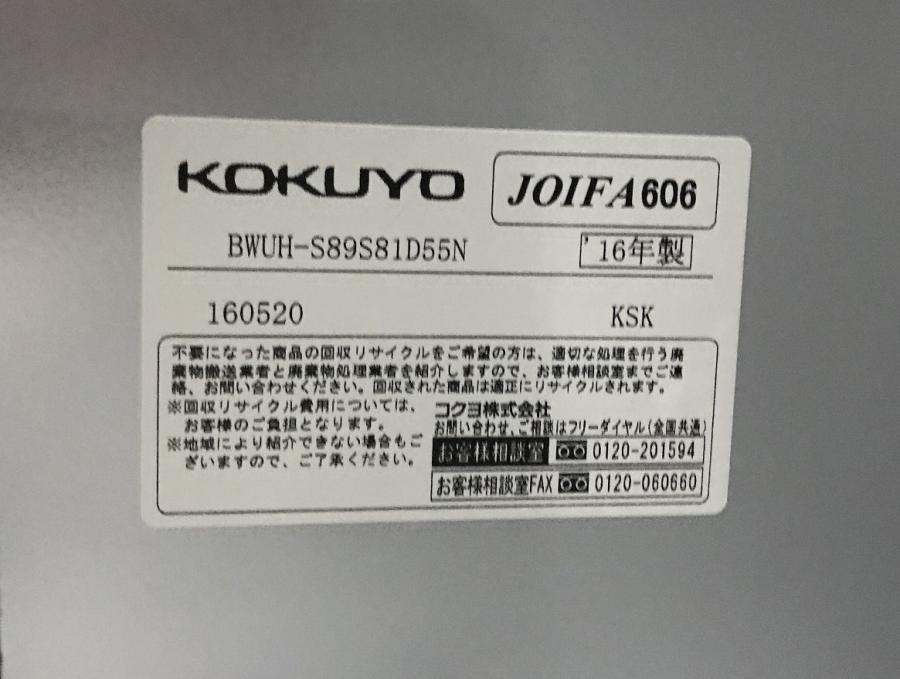 KOKUYO
JOIFA606
BWUH-S89S81D55N
'16年製
160520
KSK
不要になった商品の回収リサイクルをご希望の方は、適切な処理を行う廃
棄物搬送業者と廃棄物処理業者を紹介しますので、お客様相談室までご連
絡、お問い合わせください。回収された商品は適正にリサイクルされます。
※回収リサイクル費用については、
お客様のご負担となります。
※地域により紹介できない場合もご
ざいますので、ご了承ください。
コクヨ株式会社
お問い合わせ、ご相談はフリーダイヤル(全国共通)
お客様相談室 0120-201594
お客様相談室FAX 0120-060660